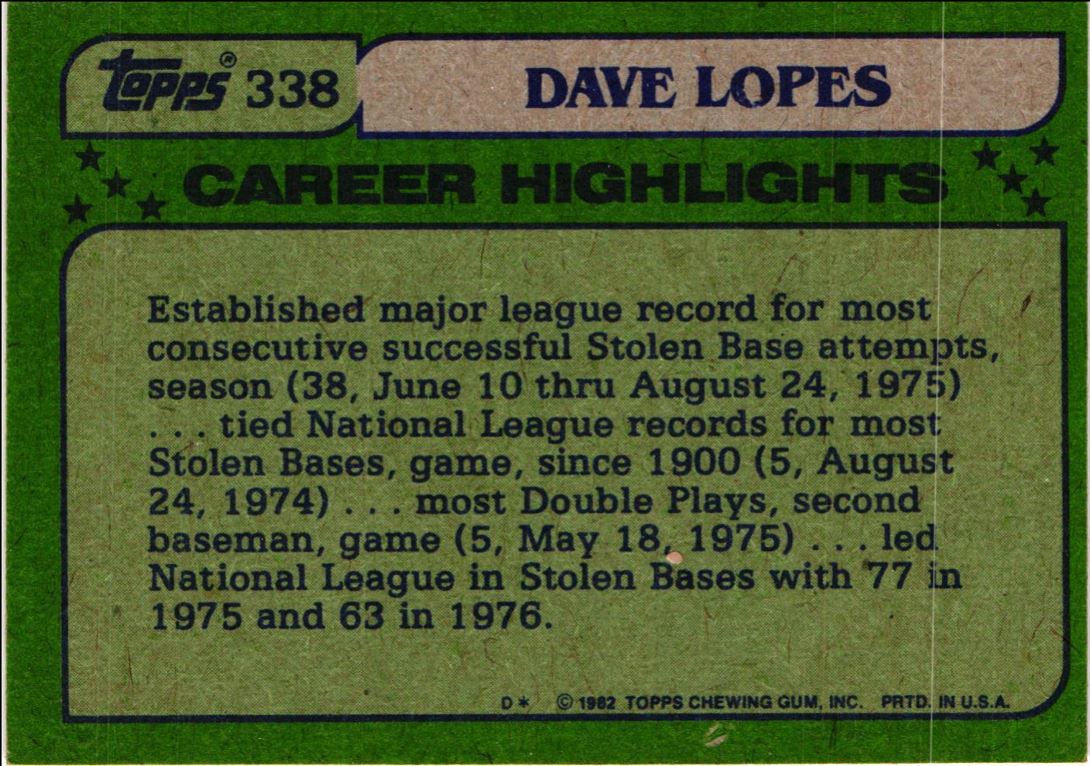 TOPPS® 338
DAVE LOPES
CAREER HIGHLIGHTS
Established major league record for most
consecutive successful Stolen Base attempts,
season (38, June 10 thru August 24, 1975)
. . . tied National League records for most
Stolen Bases, game, since 1900 (5, August
24, 1974) . . . most Double Plays, second
baseman, game (5, May 18, 1975) . . . led
National League in Stolen Bases with 77 in
1975 and 63 in 1976.
D* © 1982 TOPPS CHEWING GUM, INC. PRTD. IN U.S.A.